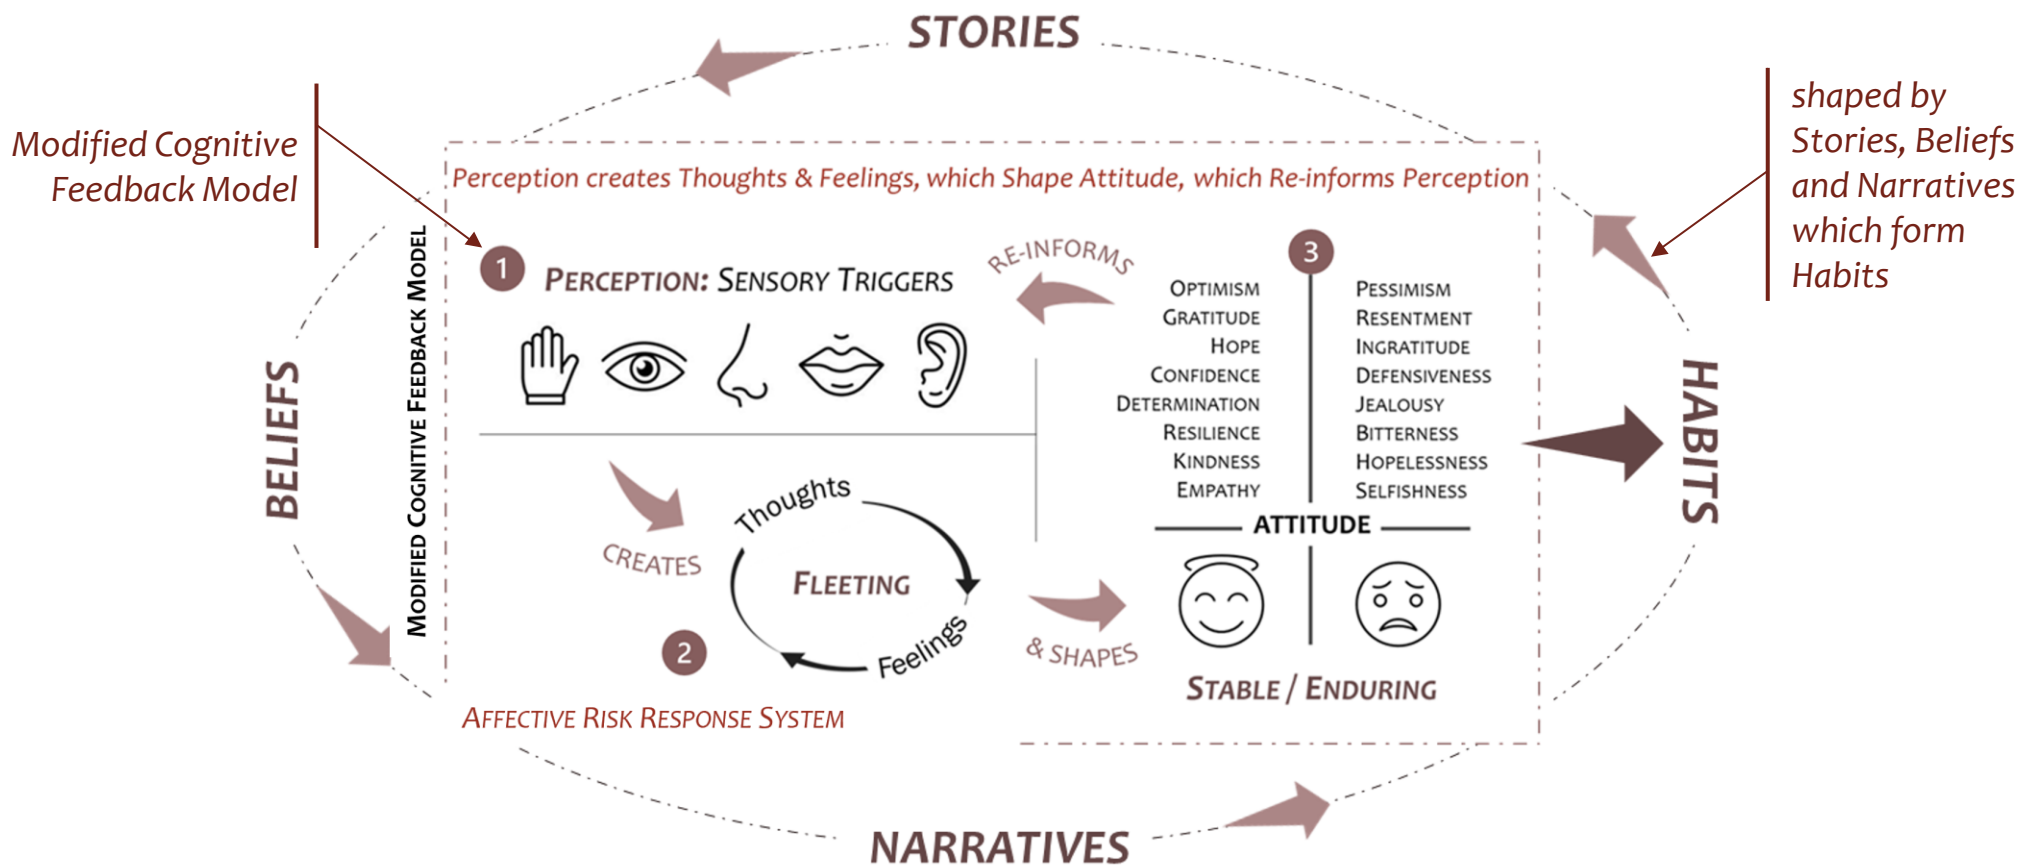 STORIES
Modified Cognitive
Feedback Model
shaped by
Stories, Beliefs
and Narratives
which form
Habits
Perception creates Thoughts & Feelings, which Shape Attitude, which Re-informs Perception
MODIFIED COGNITIVE FEEDBACK MODEL
1
PERCEPTION: SENSORY TRIGGERS
RE-INFORMS
3
OPTIMISM
GRATITUDE
HOPE
CONFIDENCE
DETERMINATION
RESILIENCE
KINDNESS
EMPATHY
PESSIMISM
RESENTMENT
INGRATITUDE
DEFENSIVENESS
JEALOUSY
BITTERNESS
HOPELESSNESS
SELFISHNESS
BELIEFS
HABITS
CREATES
Thoughts
FLEETING
Feelings
2
& SHAPES
ATTITUDE
STABLE / ENDURING
AFFECTIVE RISK RESPONSE SYSTEM
NARRATIVES